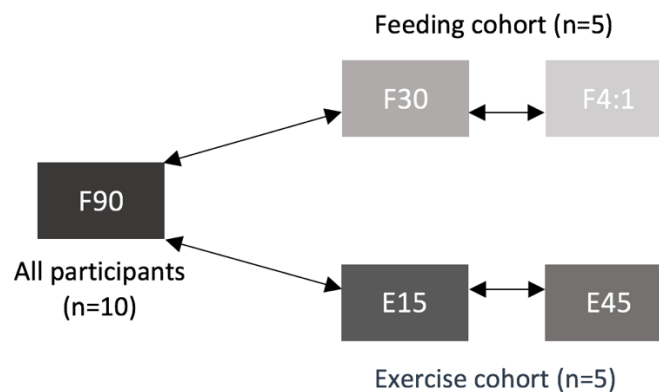 Feeding cohort (n=5)
F30
F4:1
F90
All participants
(n=10)
E15
E45
Exercise cohort (n=5)